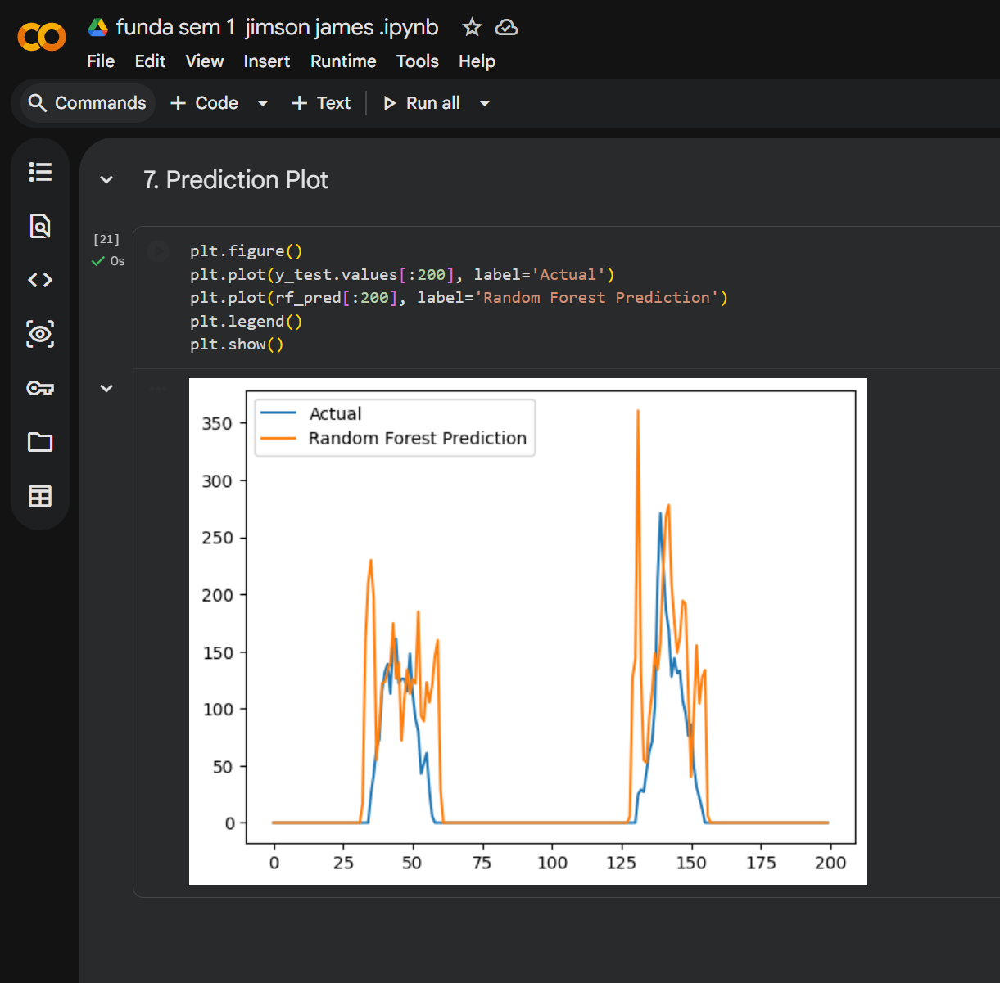 funda sem 1 jimson james .ipynb
File Edit View Insert Runtime Tools Help
Commands + Code + Text Run all
7. Prediction Plot
[21]
0s
plt.figure()
plt.plot(y_test.values[:200], label='Actual')
plt.plot(rf_pred[:200], label='Random Forest Prediction')
plt.legend()
plt.show()
Actual
Random Forest Prediction
350
300
250
200
150
100
50
0
0 25 50 75 100 125 150 175 200